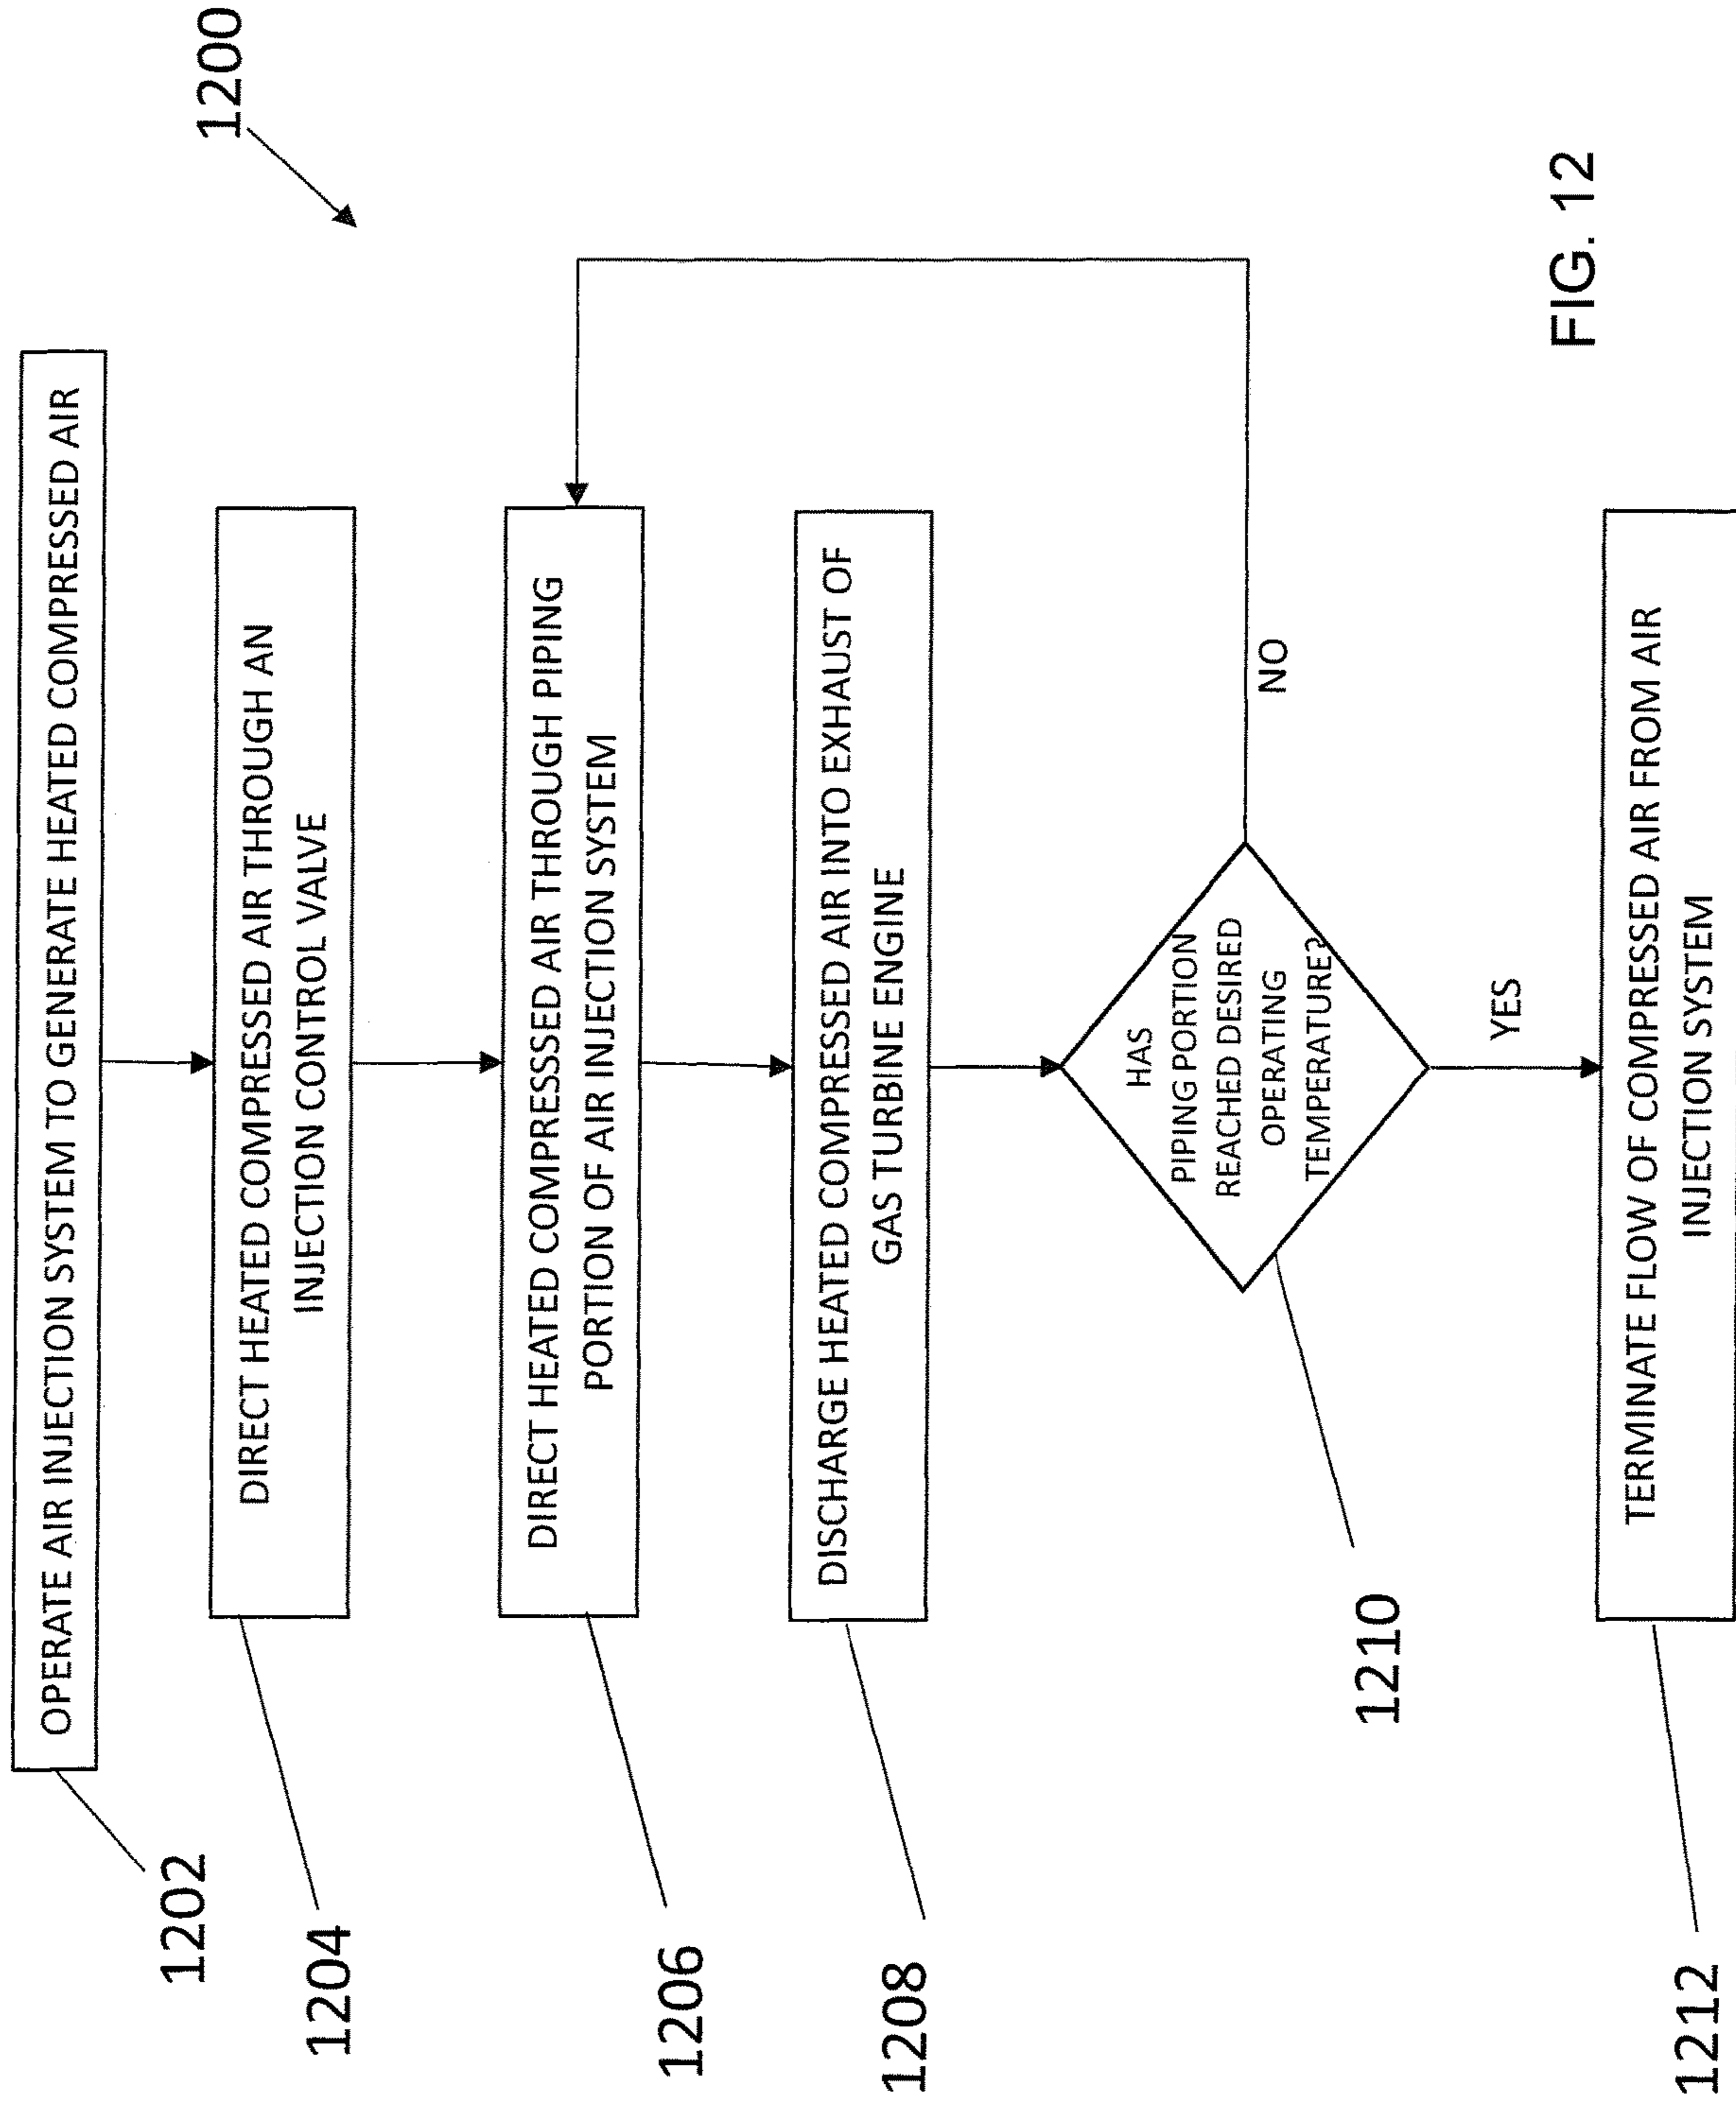 1200
OPERATE AIR INJECTION SYSTEM TO GENERATE HEATED COMPRESSED AIR
1202
DIRECT HEATED COMPRESSED AIR THROUGH AN
INJECTION CONTROL VALVE
1204
DIRECT HEATED COMPRESSSED AIR THROUGH PIPING
PORTION OF AIR INJECTION SYSTEM
1206
DISCHARGE HEATED COMPRESSED AIR INTO EXHAUST OF
GAS TURBINE ENGINE
1208
HAS
PIPING PORTION
REACHED DESIRED
OPERATING
TEMPERATURE?
NO
1210
YES
TERMINATE FLOW OF COMPRESSED AIR FROM AIR
INJECTION SYSTEM
1212
FIG. 12